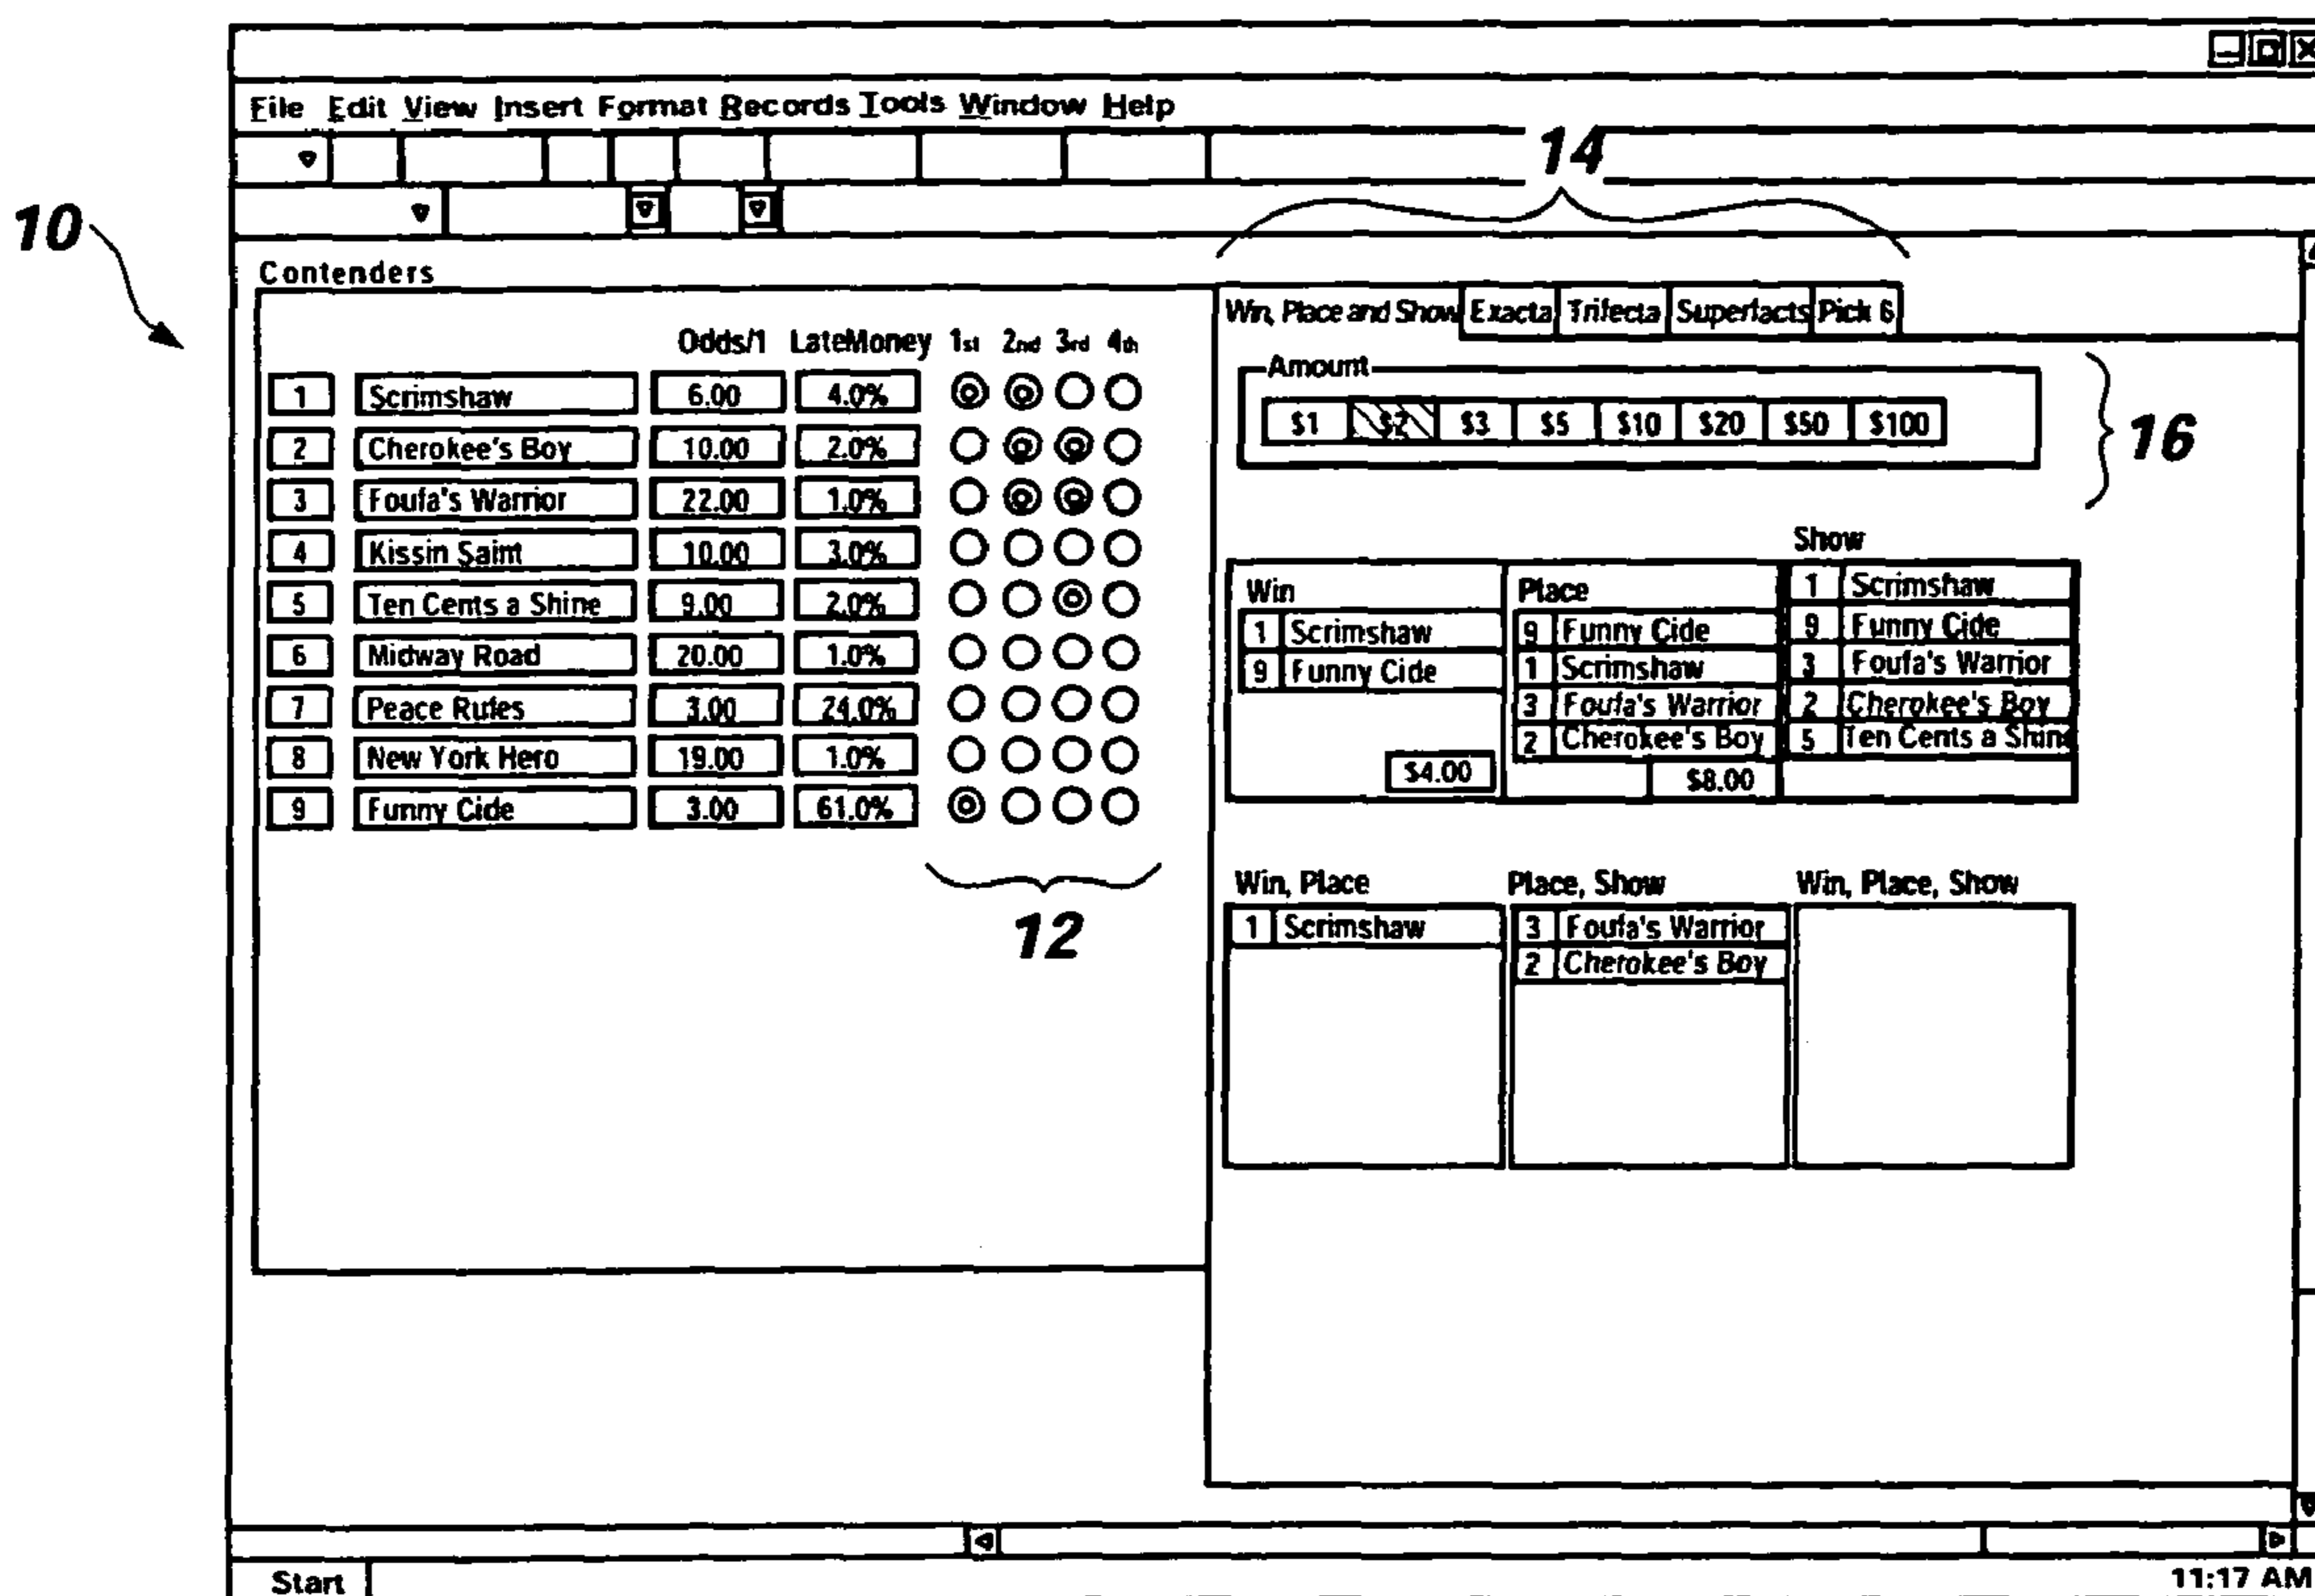 File Edit View Insert Format Records Tools Window Help
14
10
Contenders
Odds/1 LateMoney 1st 2nd 3rd 4th
1 Scrimshaw 6.00 4.0%
2 Cherokee's Boy 10.00 2.0%
3 Foufa's Warrior 22.00 1.0%
4 Kissin Saint 10.00 3.0%
5 Ten Cents a Shine 9.00 2.0%
6 Midway Road 20.00 1.0%
7 Peace Rules 3.00 24.0%
8 New York Hero 19.00 1.0%
9 Funny Cide 3.00 61.0%
12
Win, Place and Show Exacta Trifecta Superfacts Pick 6
Amount
$1 $2 $3 $5 $10 $20 $50 $100
16
Win
1 Scrimshaw
9 Funny Cide
$4.00
Place
9 Funny Cide
1 Scrimshaw
3 Foufa's Warrior
2 Cherokee's Boy
$8.00
Show
1 Scrimshaw
9 Funny Cide
3 Foufa's Warrior
2 Cherokee's Boy
5 Ten Cents a Shine
Win, Place
1 Scrimshaw
Place, Show
3 Foufa's Warrior
2 Cherokee's Boy
Win, Place, Show
Start 11:17 AM